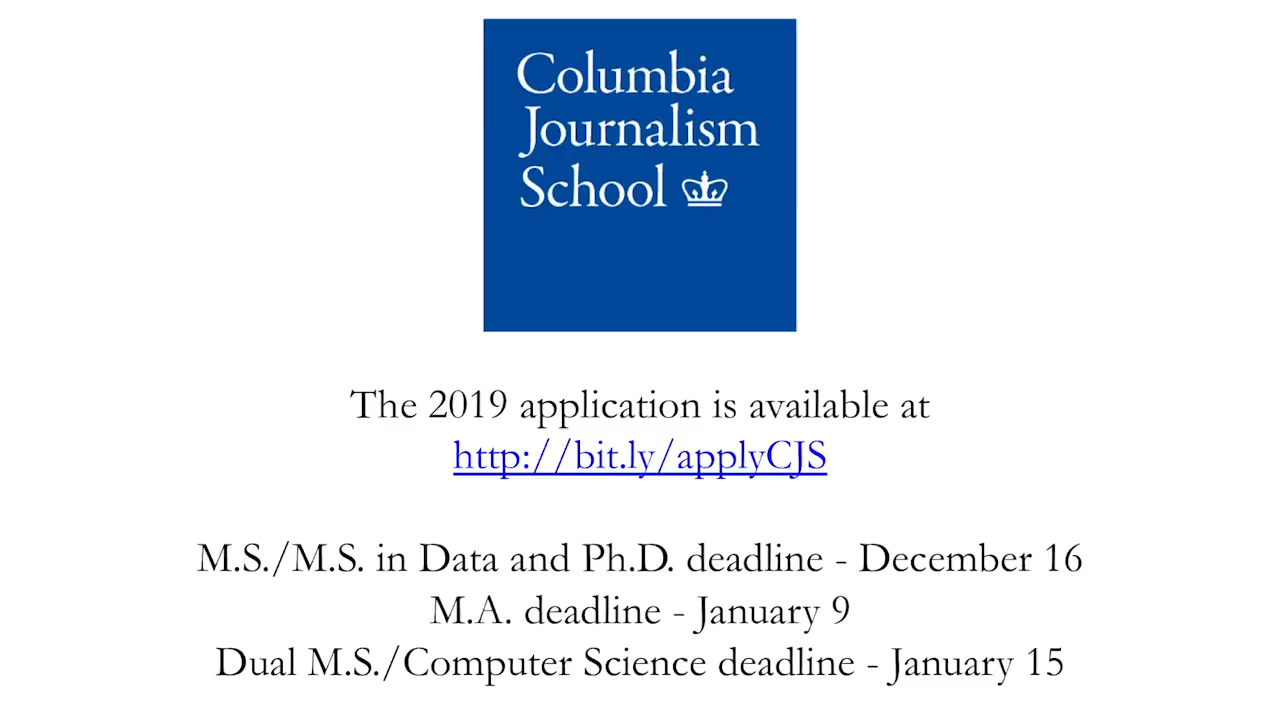 Columbia
Journalism
School
The 2019 application is available at
http://bit.ly/applyCJS
M.S./M.S. in Data and Ph.D. deadline - December 16
M.A. deadline - January 9
Dual M.S./Computer Science deadline - January 15